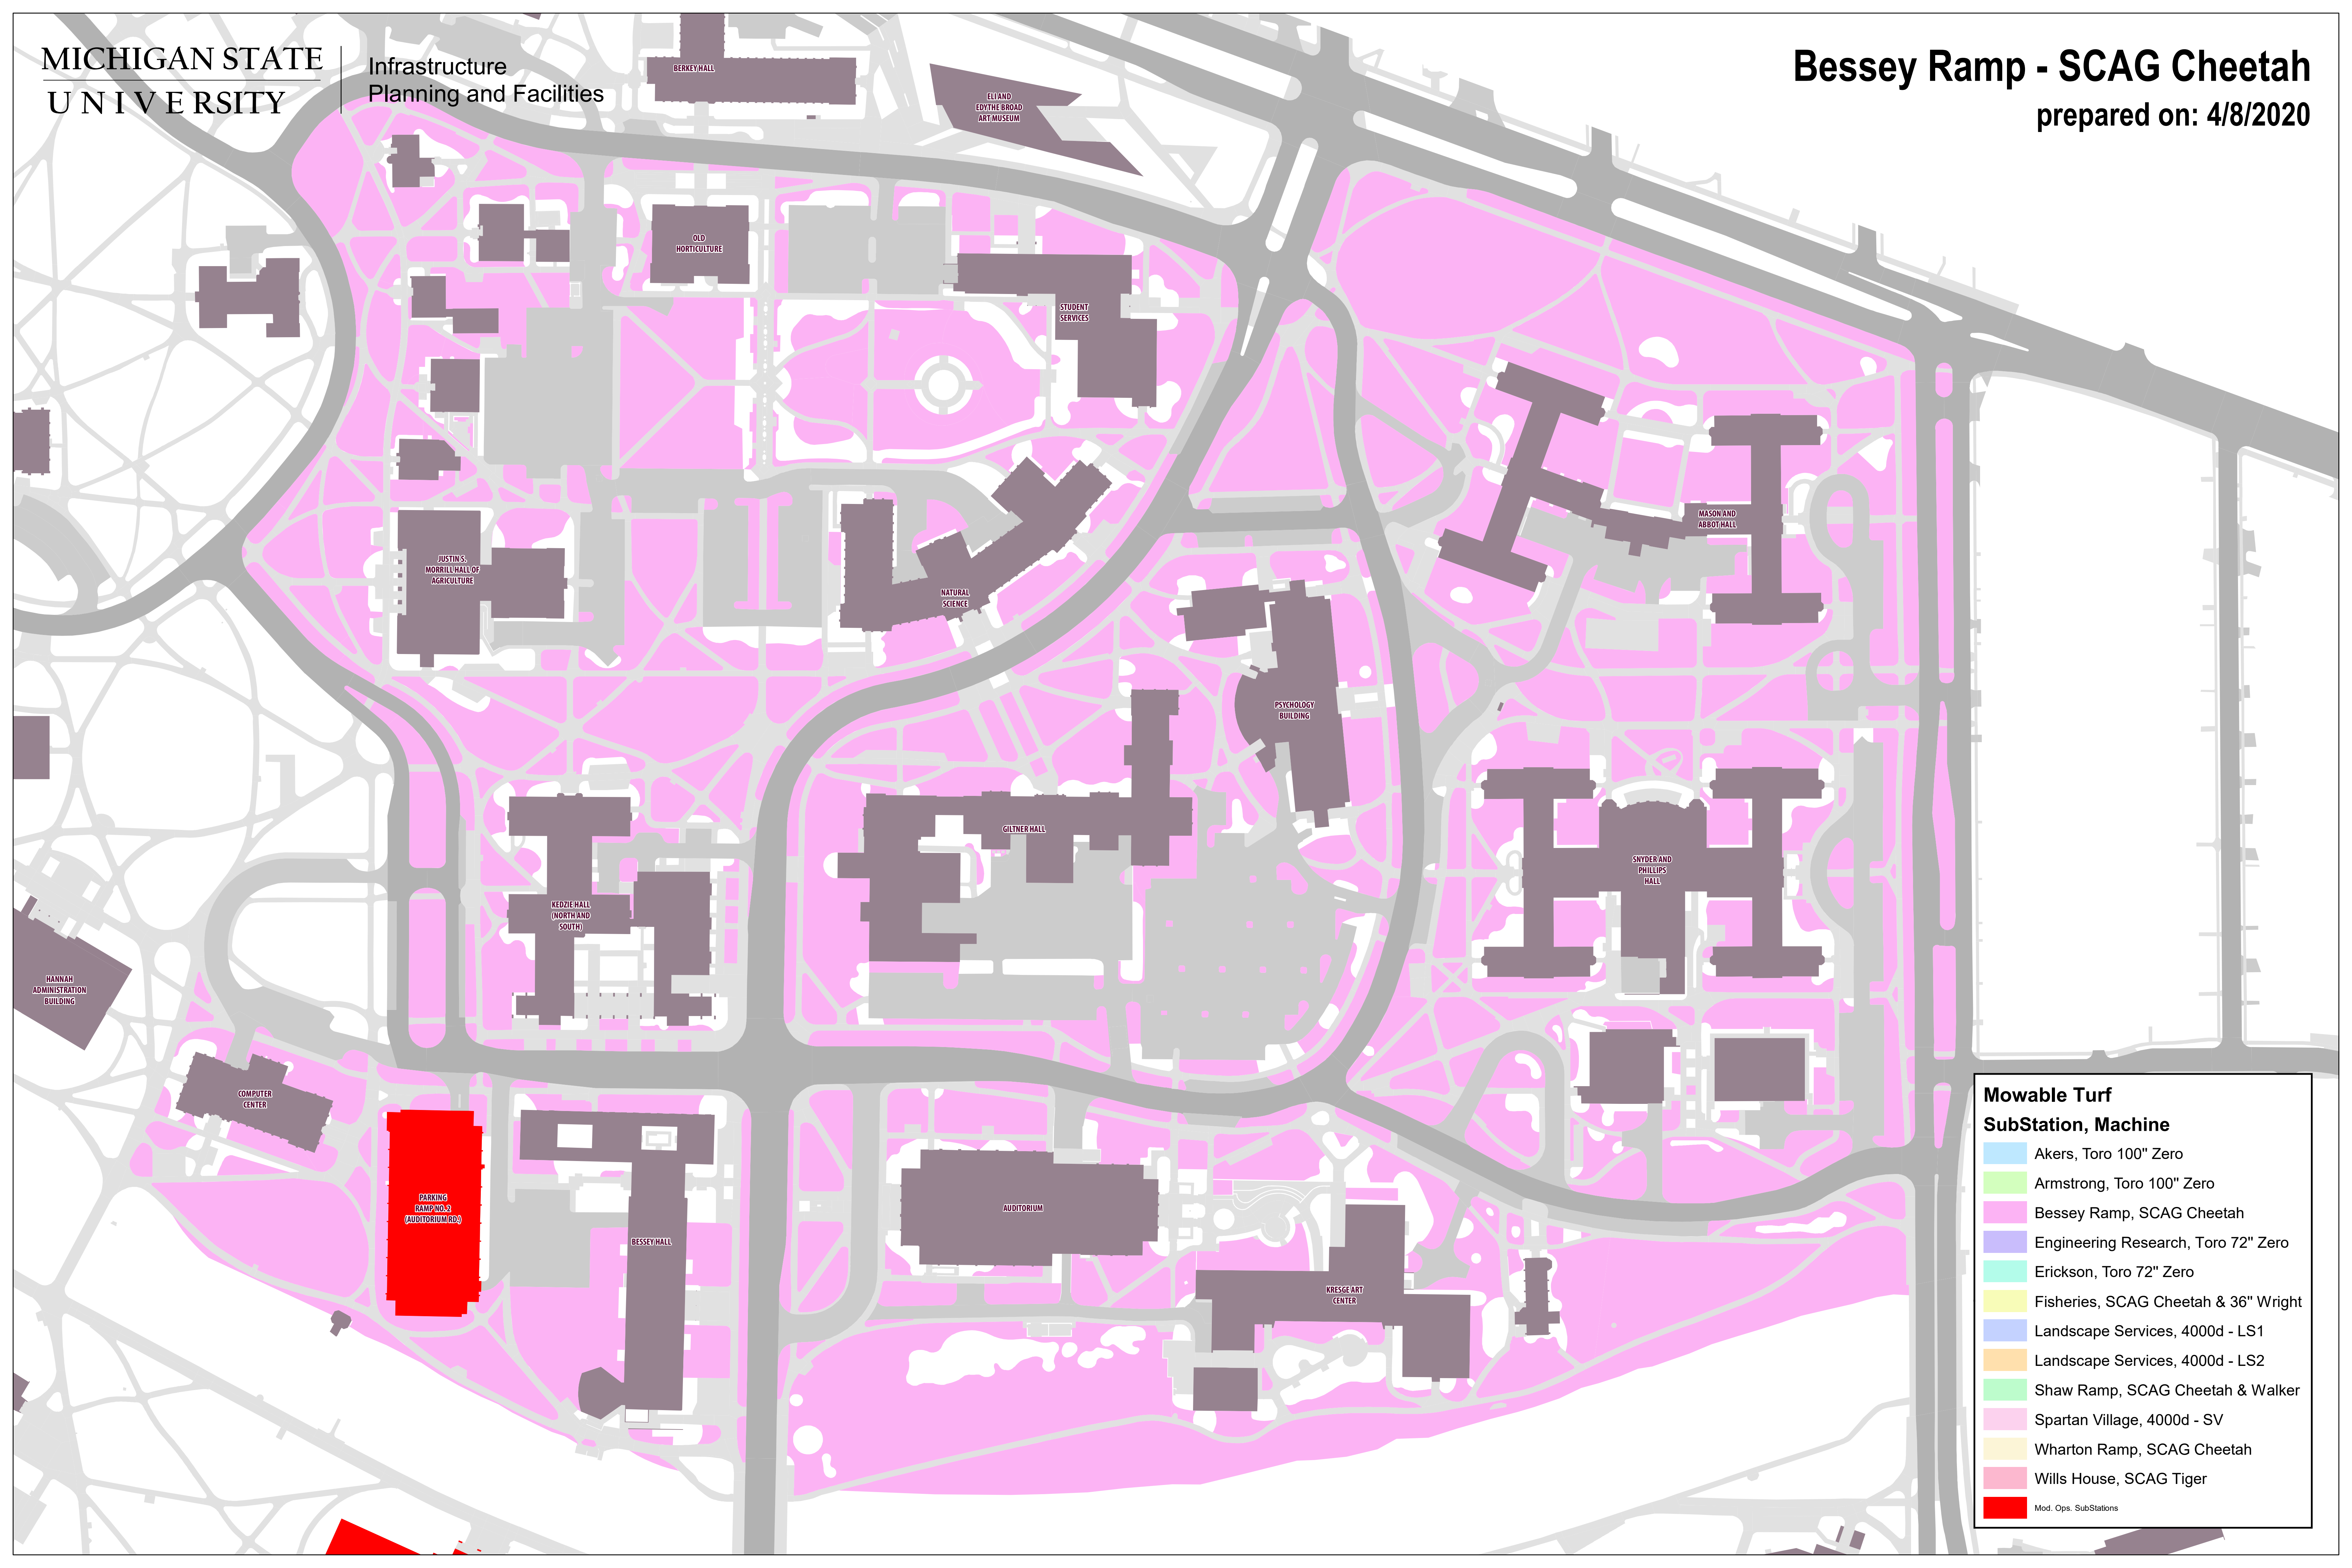 MICHIGAN STATE
UNIVERSITY
Infrastructure
Planning and Facilities
Bessey Ramp - SCAG Cheetah
prepared on: 4/8/2020
BERKEY HALL
ELI AND
EDYTHE BROAD
ART MUSEUM
OLD
HORTICULTURE
STUDENT
SERVICES
MASON AND
ABBOT HALL
JUSTIN S.
MORRILL HALL OF
AGRICULTURE
NATURAL
SCIENCE
PSYCHOLOGY
BUILDING
GILTNER HALL
SNYDER AND
PHILLIPS
HALL
KEDZIE HALL
(NORTH AND
SOUTH)
HANNAH
ADMINISTRATION
BUILDING
COMPUTER
CENTER
PARKING
RAMP NO. 2
(AUDITORIUM RD.)
BESSEY HALL
AUDITORIUM
KRESGE ART
CENTER
Mowable Turf
SubStation, Machine
Akers, Toro 100" Zero
Armstrong, Toro 100" Zero
Bessey Ramp, SCAG Cheetah
Engineering Research, Toro 72" Zero
Erickson, Toro 72" Zero
Fisheries, SCAG Cheetah & 36" Wright
Landscape Services, 4000d - LS1
Landscape Services, 4000d - LS2
Shaw Ramp, SCAG Cheetah & Walker
Spartan Village, 4000d - SV
Wharton Ramp, SCAG Cheetah
Wills House, SCAG Tiger
Mod. Ops. SubStations